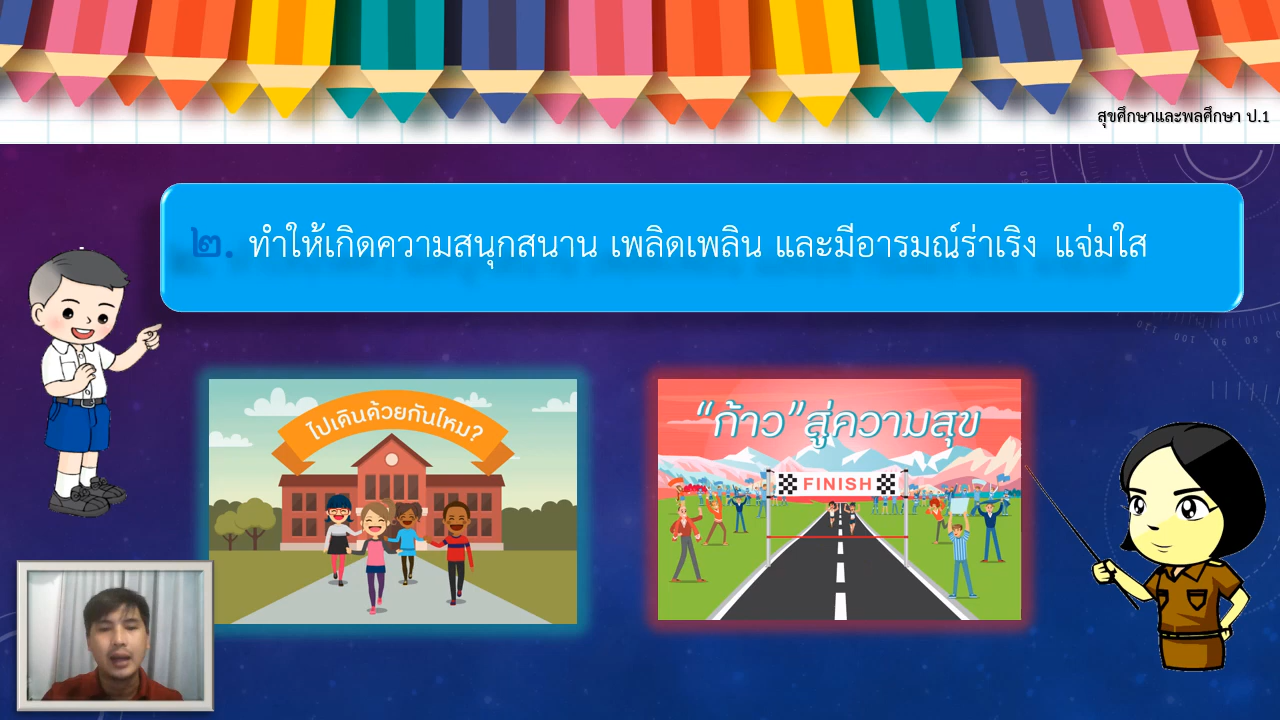 สุขศึกษาและพลศึกษา ป.1
๒. ทำให้เกิดความสนุกสนาน เพลิดเพลิน และมีอารมณ์ร่าเริง แจ่มใส
ไปเดินด้วยกันไหม?
“ก้าว”สู่ความสุข
FINISH
120 100 90 80